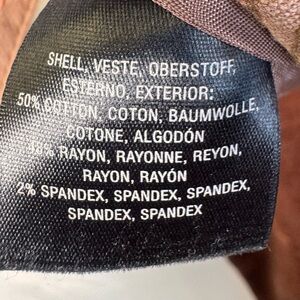 SHELL, VESTE, OBERSTOFF,
ESTERNO, EXTERIOR:
50% COTTON, COTON, BAUMWOLLE,
COTONE, ALGODÓN
% RAYON, RAYONNE, REYON,
RAYON, RAYÓN
2% SPANDEX, SPANDEX, SPANDEX,
SPANDEX, SPANDEX